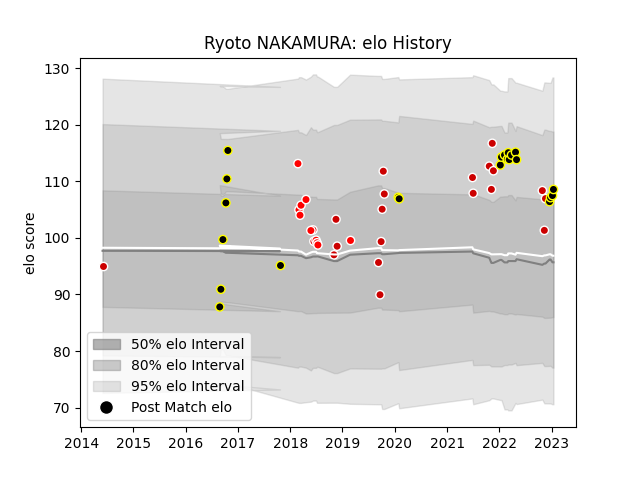 Ryoto NAKAMURA: elo History
elo score
130
120
110
100
90
80
70
50% elo Interval
80% elo Interval
95% elo Interval
Post Match elo
2014 2015 2016 2017 2018 2019 2020 2021 2022 2023